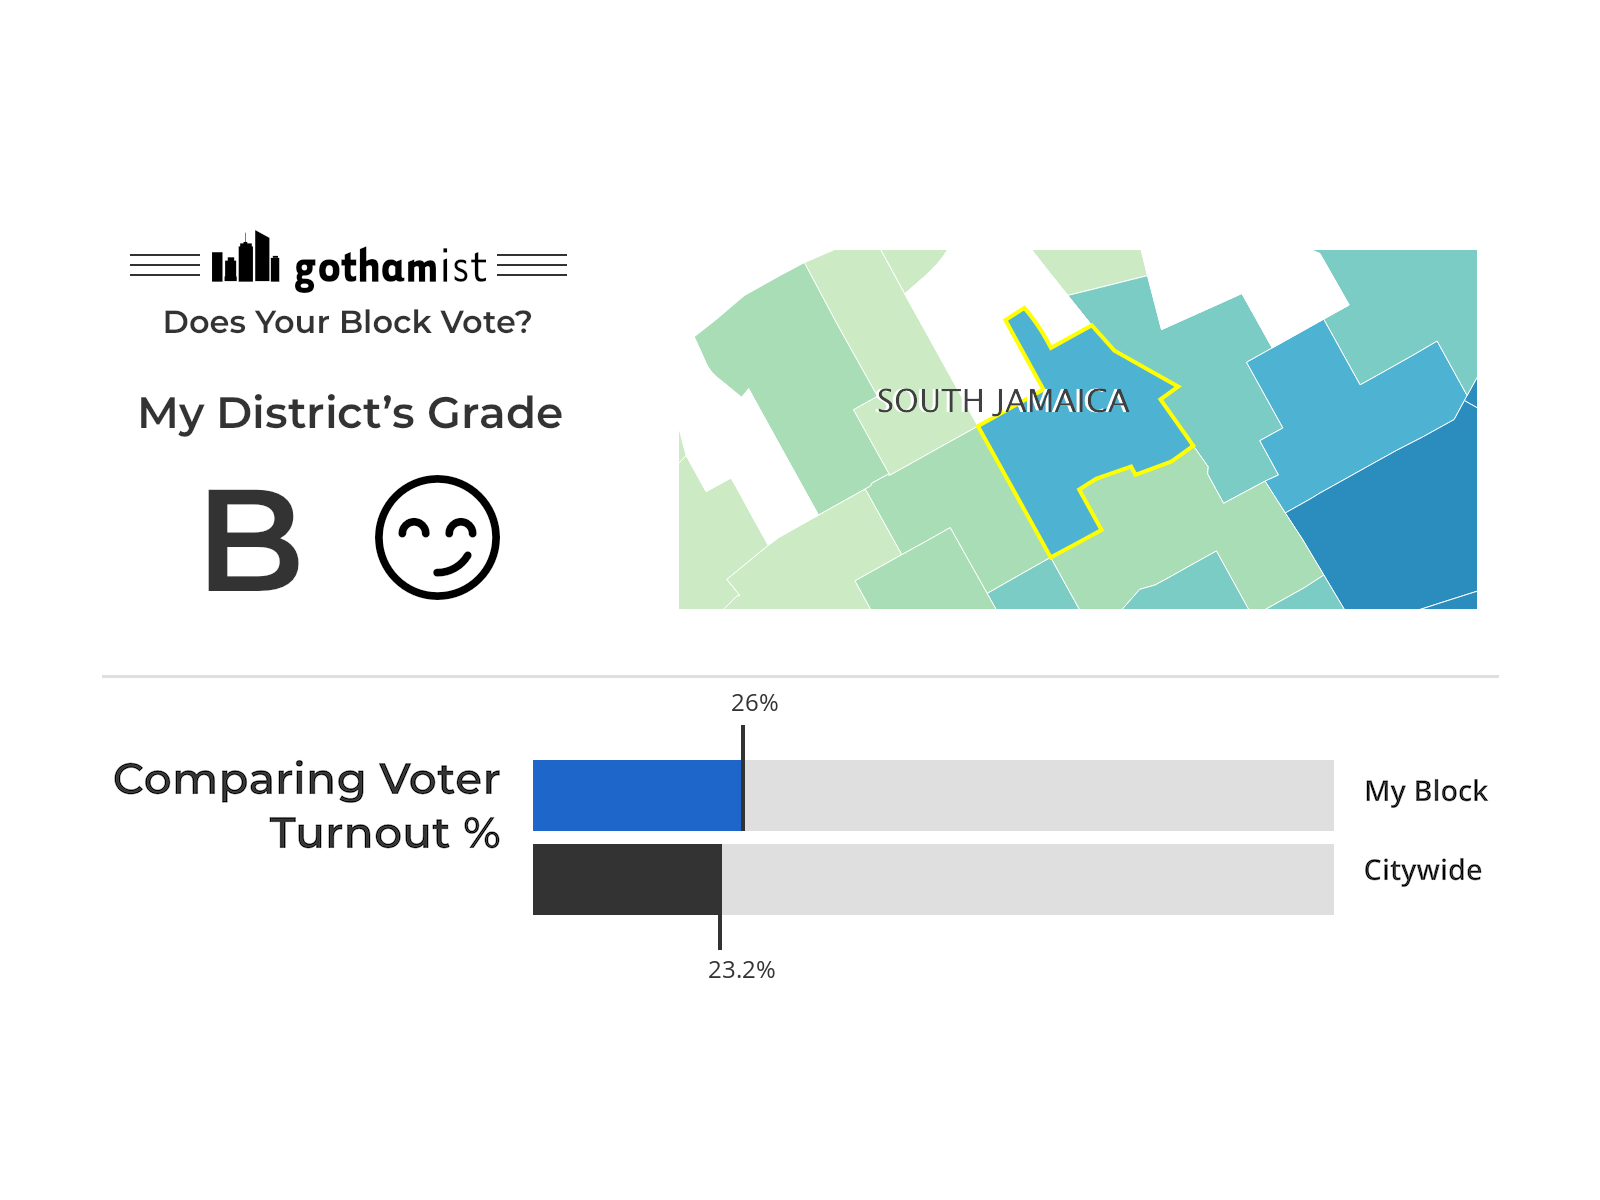 gothamist
Does Your Block Vote?
My District’s Grade
B
SOUTH JAMAICA
26%
Comparing Voter
Turnout %
My Block
Citywide
23.2%